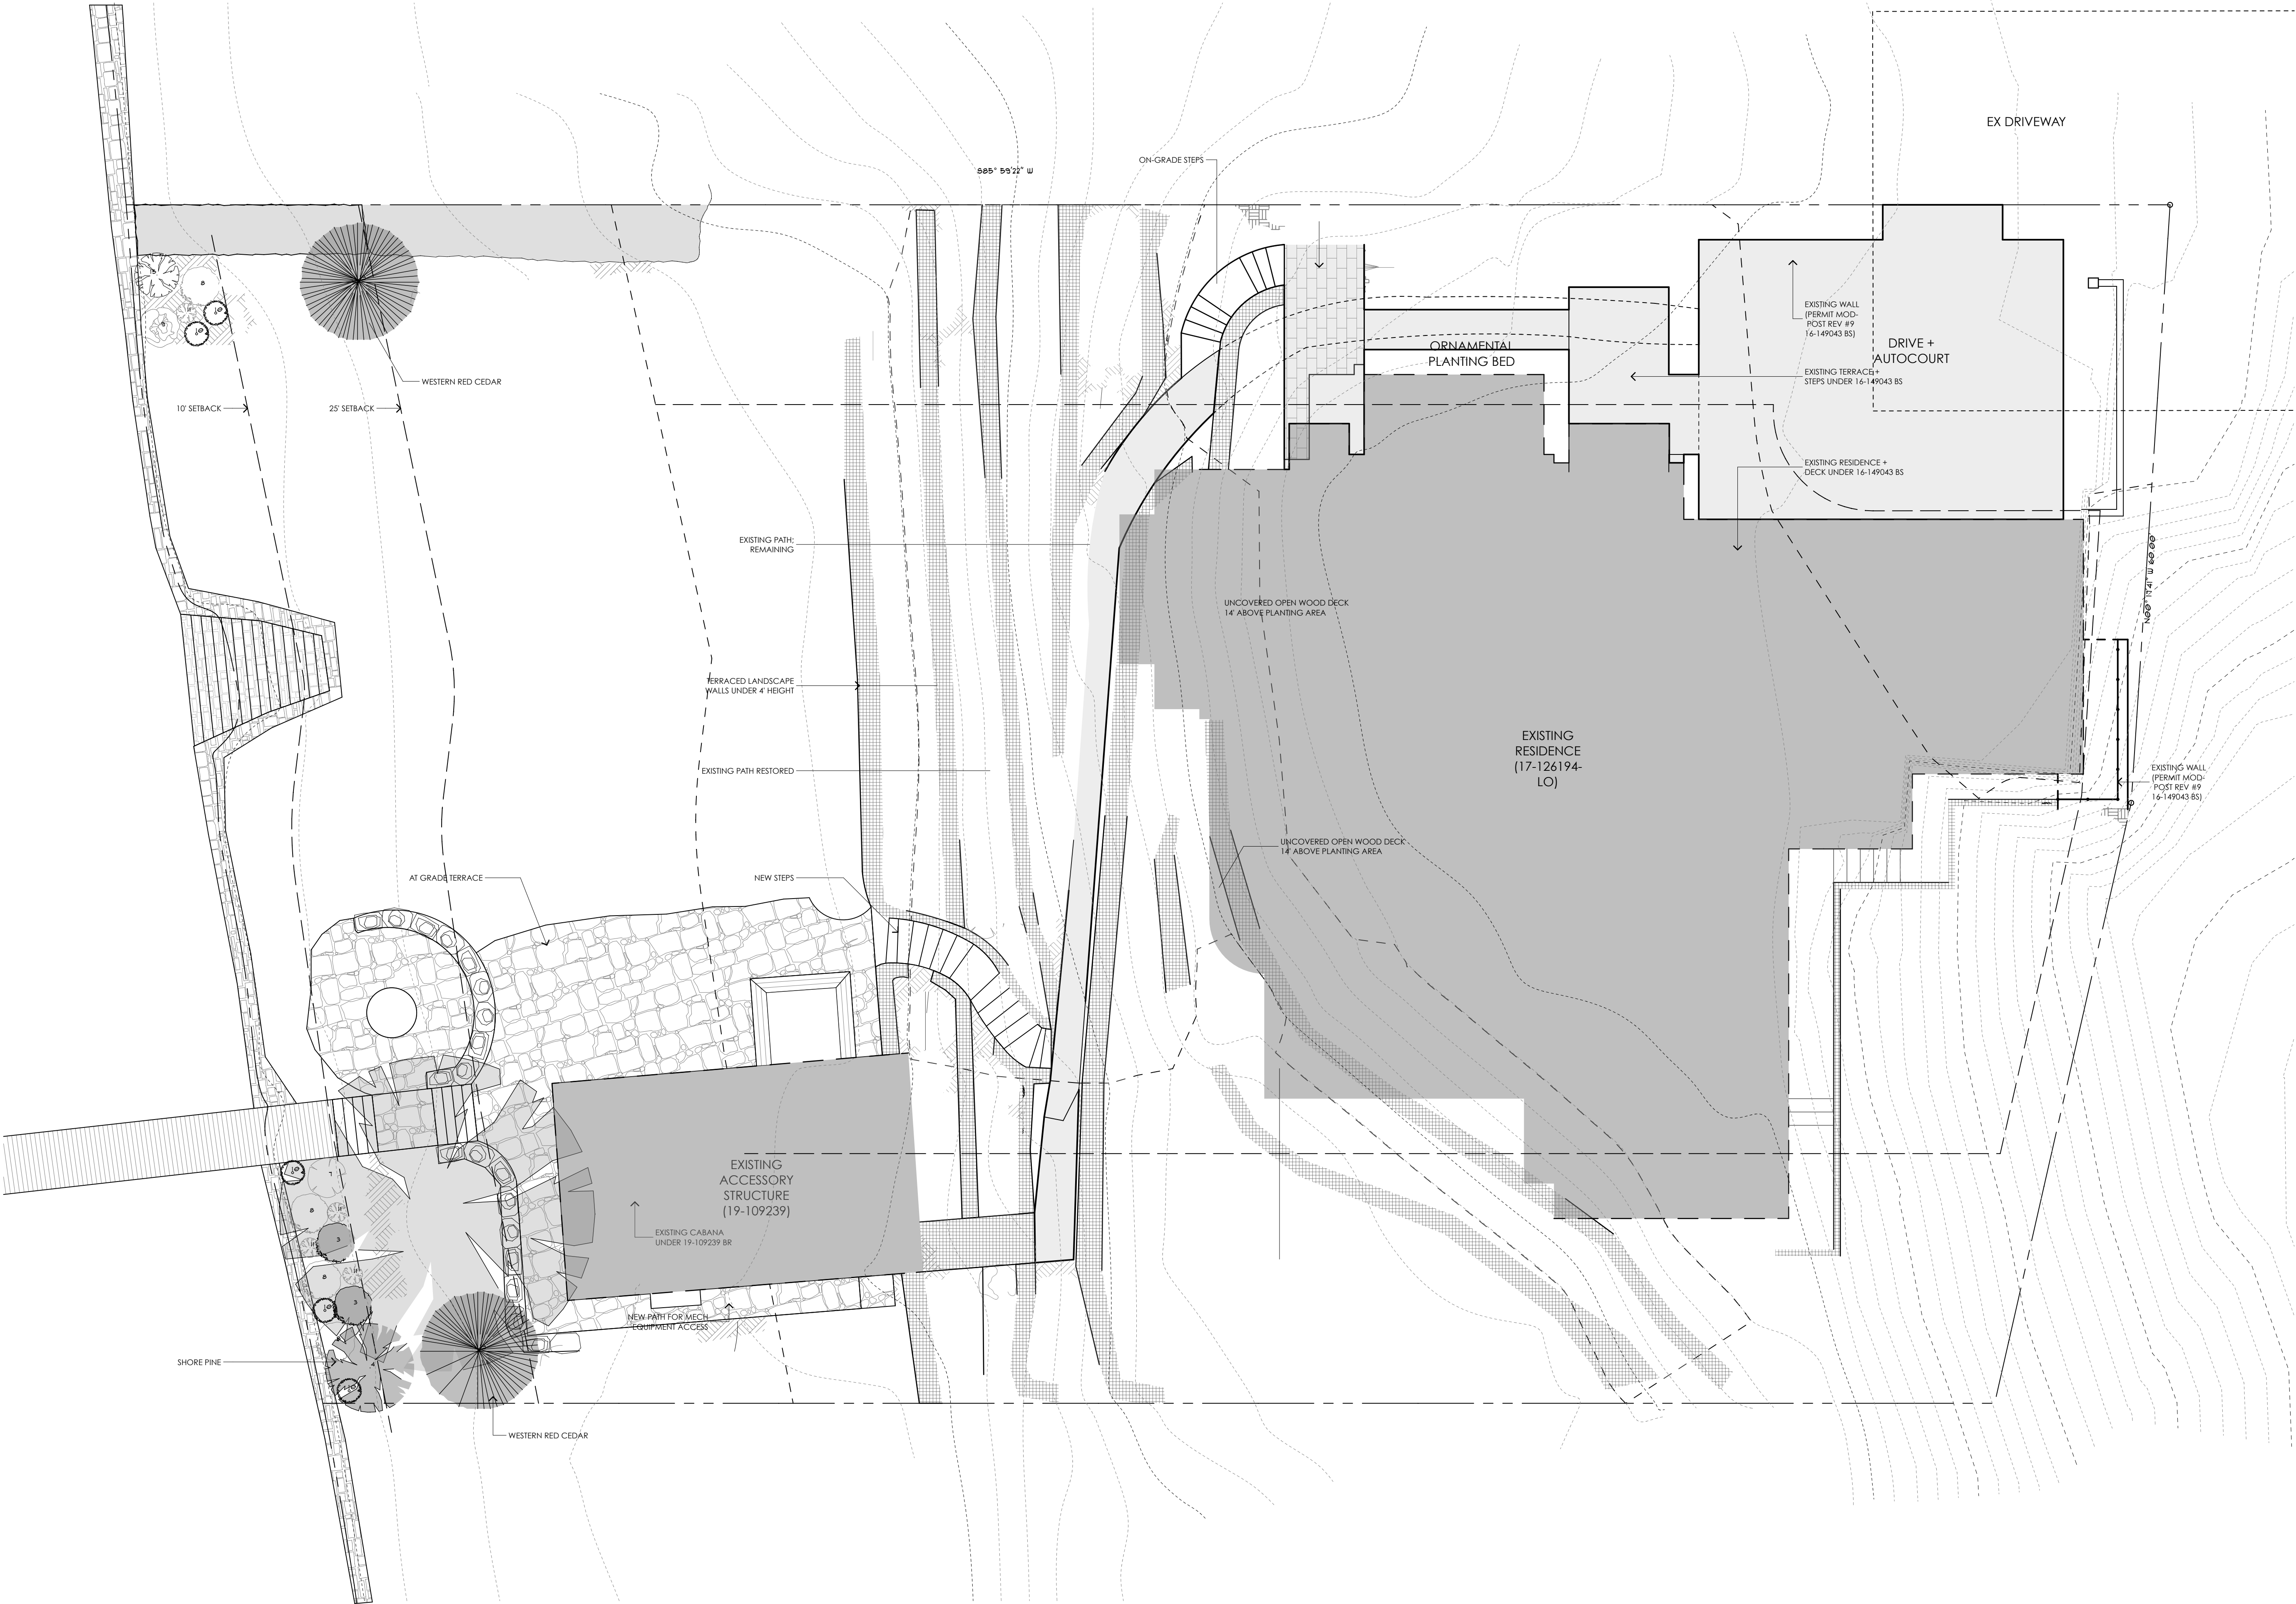 EX DRIVEWAY
ON-GRADE STEPS
S85° 59'22" W
EXISTING WALL
(PERMIT MOD-
POST REV #9
16-149043 BS)
ORNAMENTAL
PLANTING BED
DRIVE +
AUTOCOURT
EXISTING TERRACE +
STEPS UNDER 16-149043 BS
WESTERN RED CEDAR
10' SETBACK
25' SETBACK
EXISTING RESIDENCE +
DECK UNDER 16-149043 BS
EXISTING PATH;
REMAINING
UNCOVERED OPEN WOOD DECK
14' ABOVE PLANTING AREA
TERRACED LANDSCAPE
WALLS UNDER 4' HEIGHT
EXISTING
RESIDENCE
(17-126194-
LO)
EXISTING PATH RESTORED
EXISTING WALL
(PERMIT MOD-
POST REV #9
16-149043 BS)
UNCOVERED OPEN WOOD DECK
14' ABOVE PLANTING AREA
AT GRADE TERRACE
NEW STEPS
EXISTING
ACCESSORY
STRUCTURE
(19-109239)
EXISTING CABANA
UNDER 19-109239 BR
7
8
3
8
3
NEW PATH FOR MECH
EQUIPMENT ACCESS
SHORE PINE
WESTERN RED CEDAR